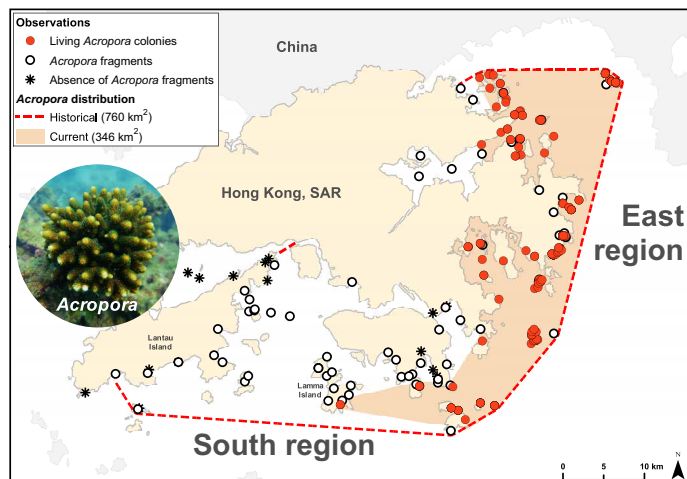 Observations
Living Acropora colonies
Acropora fragments
Absence of Acropora fragments
Acropora distribution
Historical (760 km²)
Current (346 km²)
China
Hong Kong, SAR
East
region
Acropora
Lantau
Island
Lamma
Island
South region
0 5 10 km
N